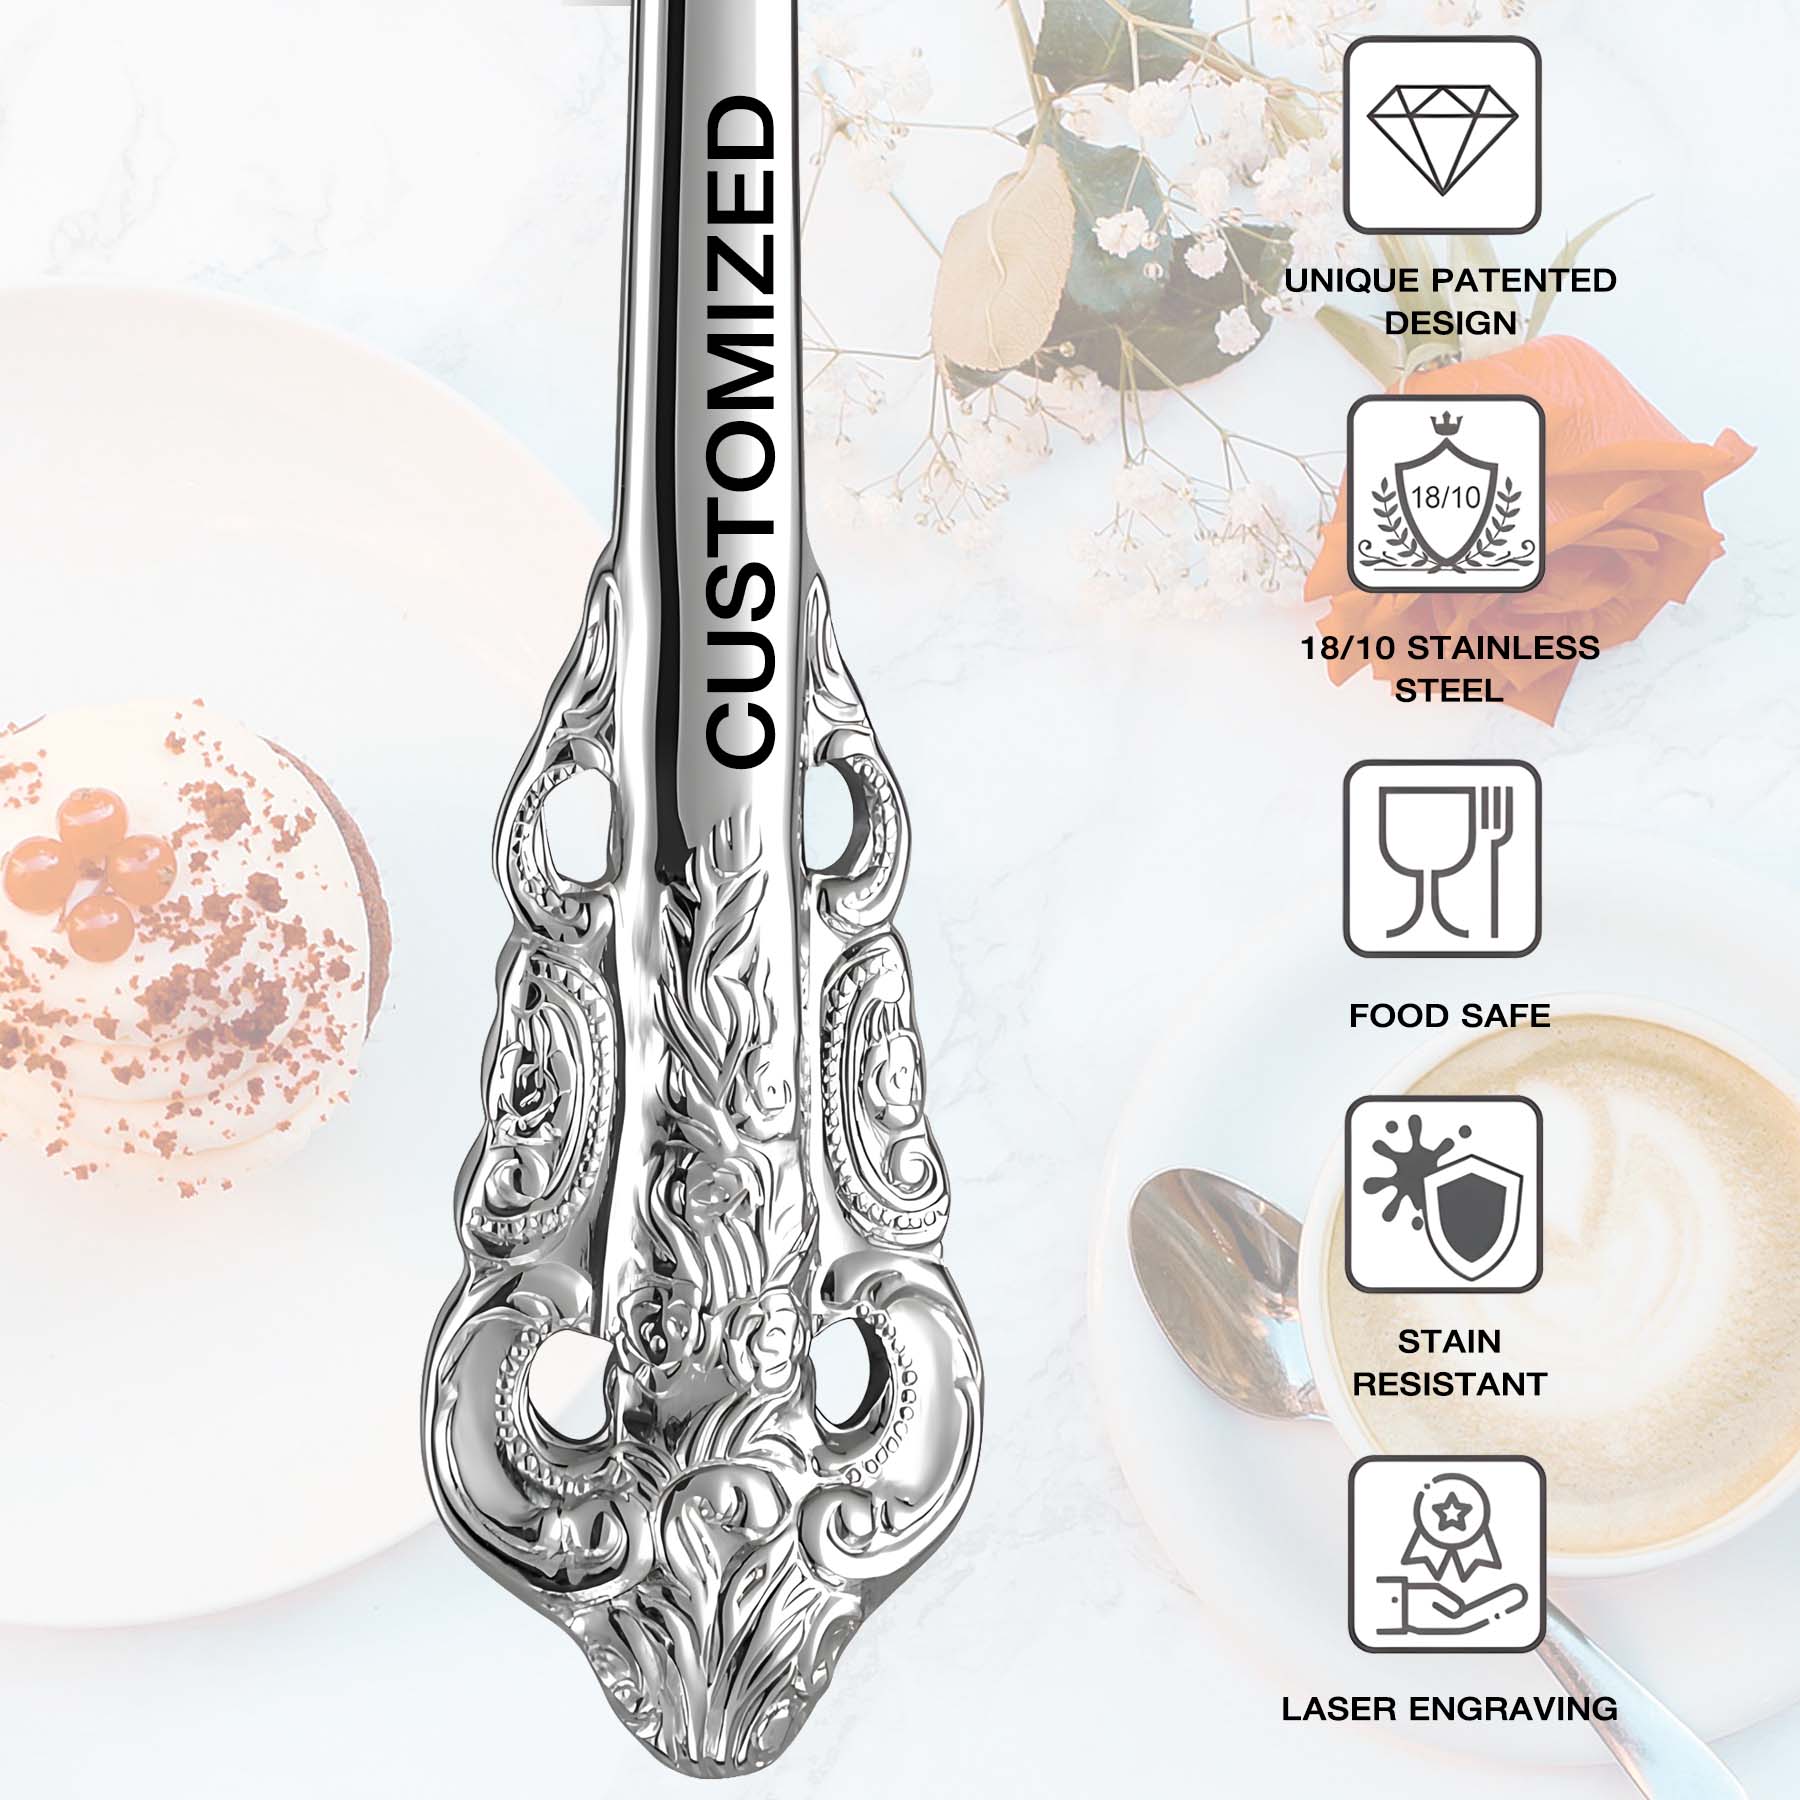 CUSTOMIZED
UNIQUE PATENTED
DESIGN
18/10
18/10 STAINLESS
STEEL
FOOD SAFE
STAIN
RESISTANT
LASER ENGRAVING